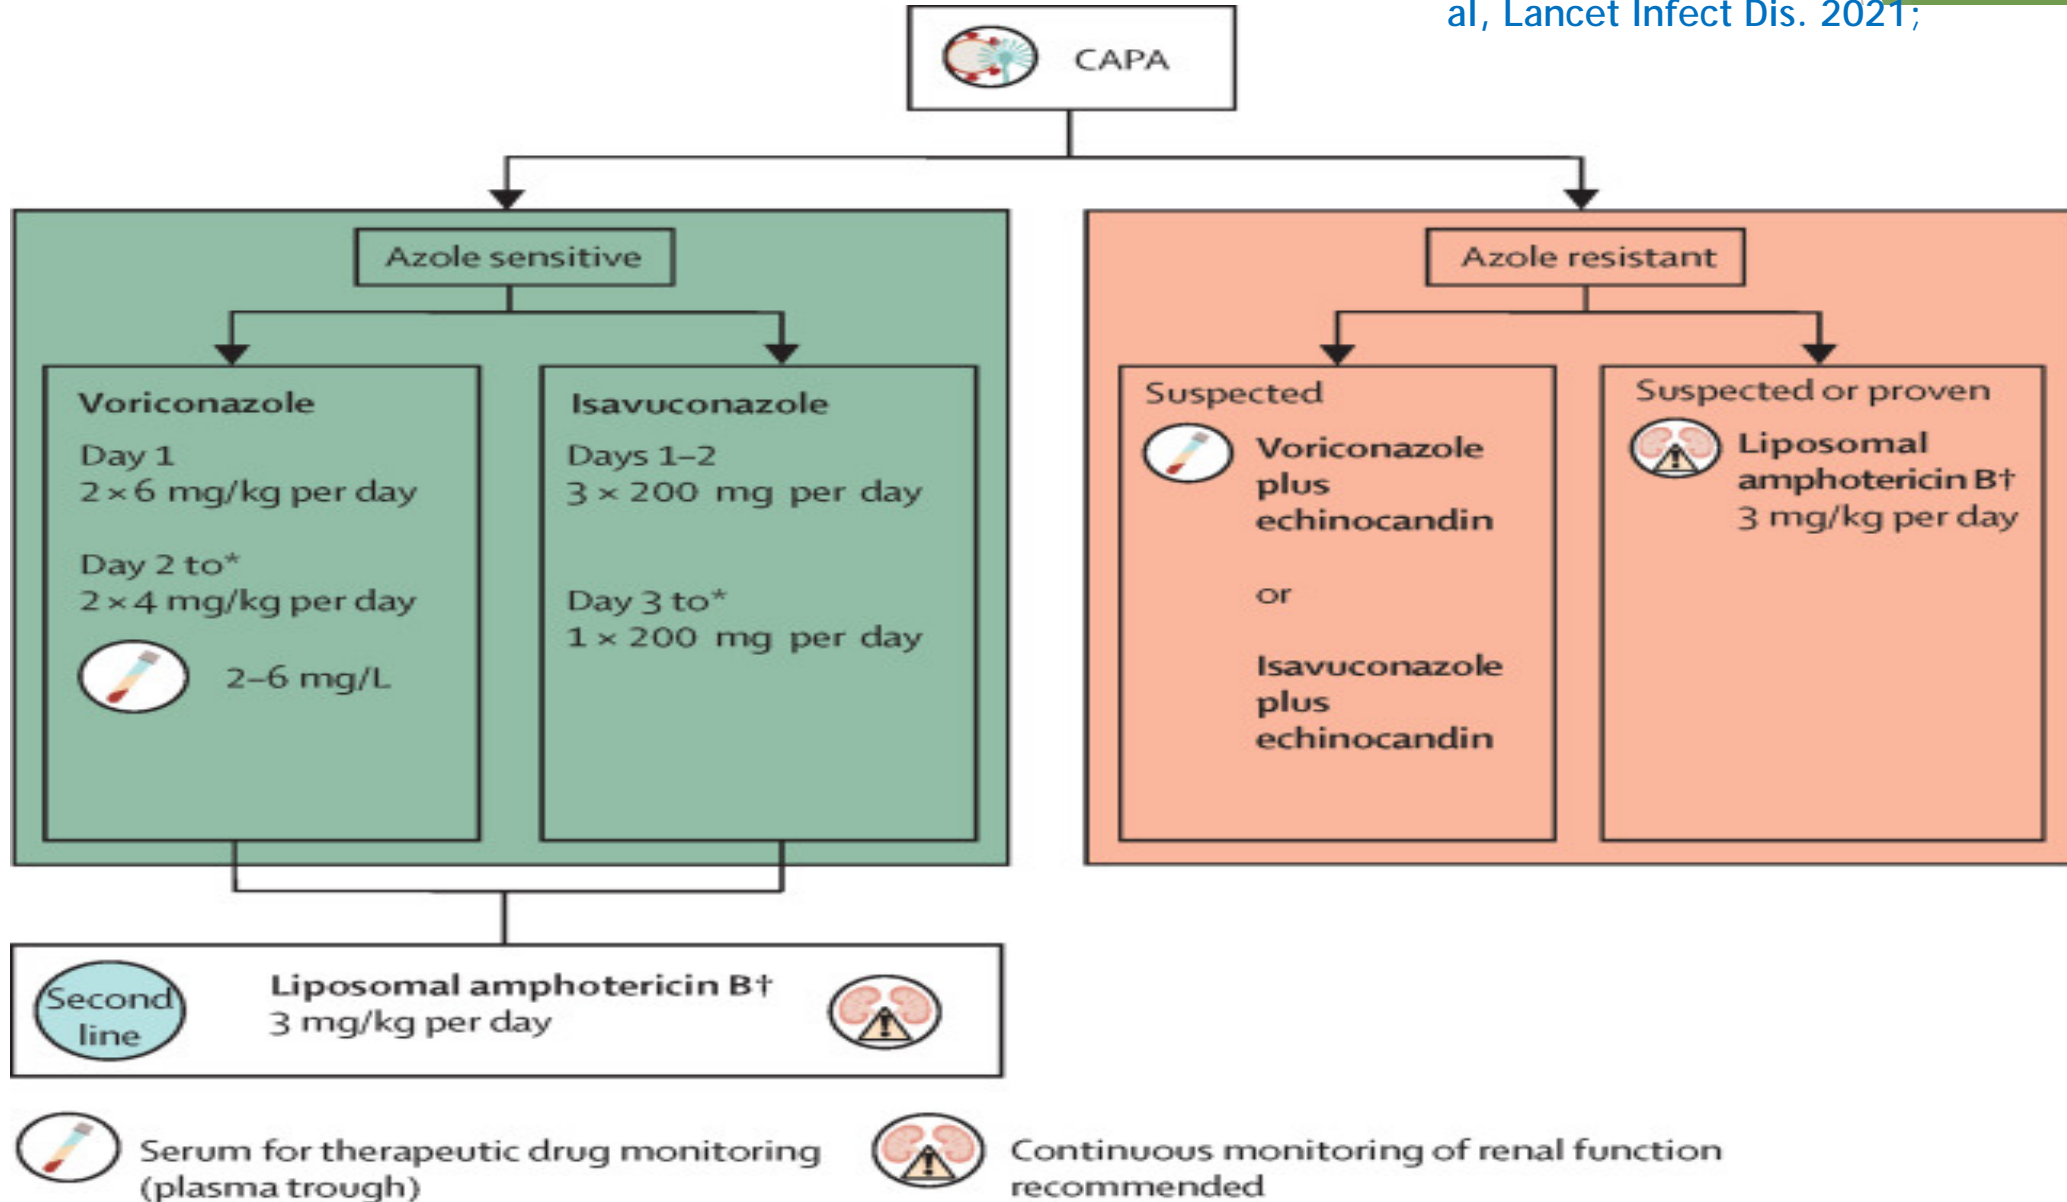 al, Lancet Infect Dis. 2021;
CAPA
Azole sensitive
Voriconazole
Day 1
2 × 6 mg/kg per day
Day 2 to*
2 × 4 mg/kg per day
2–6 mg/L
Isavuconazole
Days 1–2
3 × 200 mg per day
Day 3 to*
1 × 200 mg per day
Azole resistant
Suspected
Voriconazole
plus
echinocandin
or
Isavuconazole
plus
echinocandin
Suspected or proven
Liposomal
amphotericin B†
3 mg/kg per day
Second
line
Liposomal amphotericin B†
3 mg/kg per day
Serum for therapeutic drug monitoring
(plasma trough)
Continuous monitoring of renal function
recommended